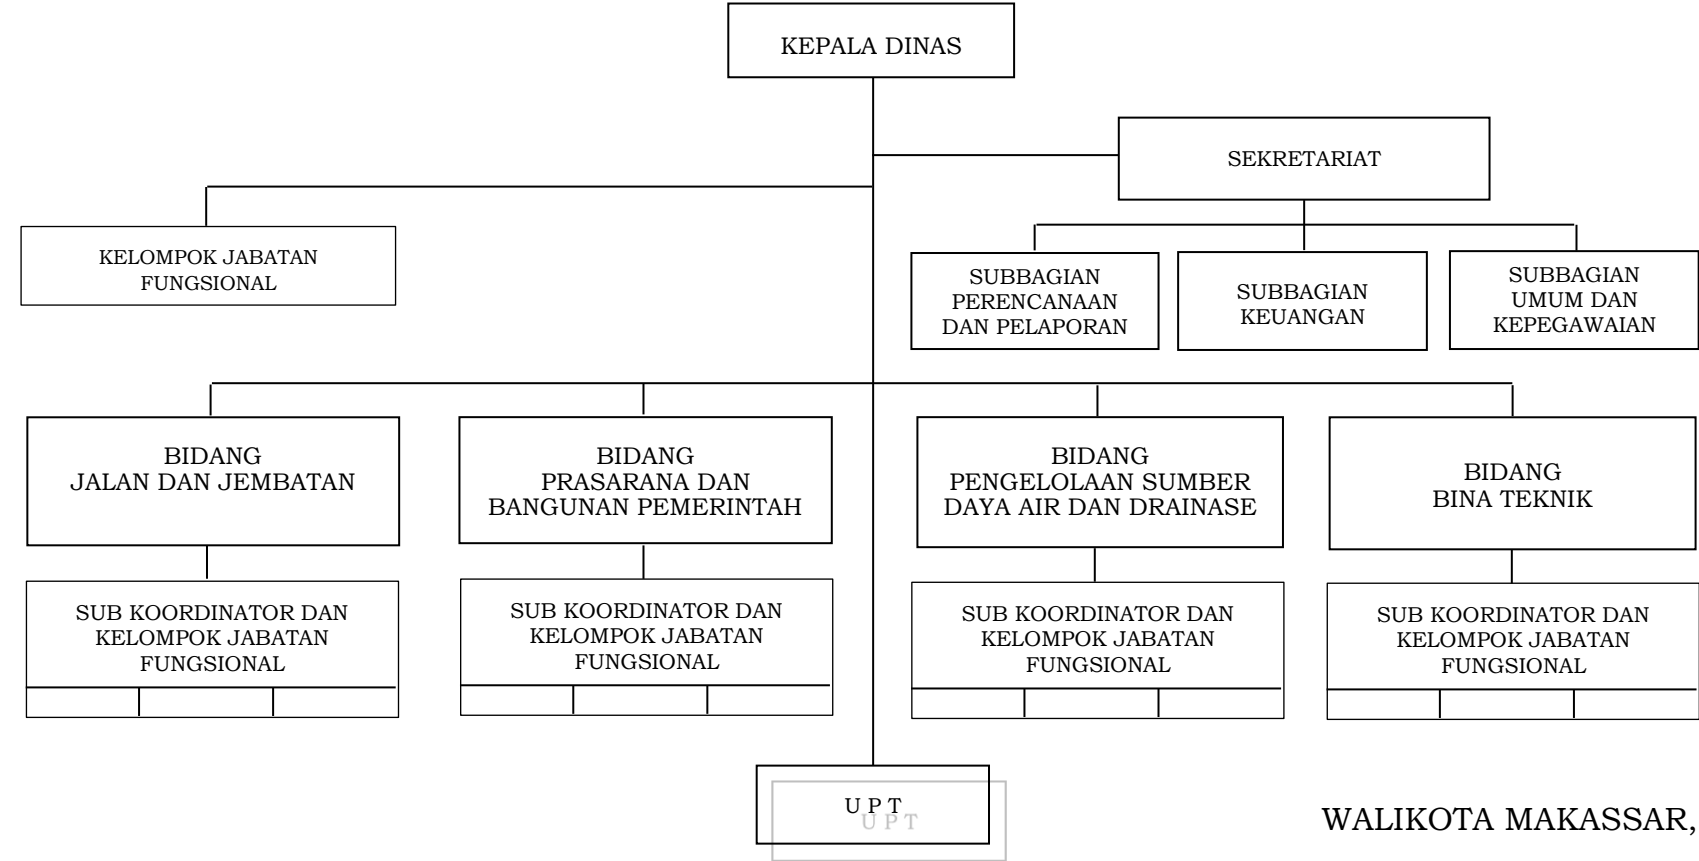 KEPALA DINAS
SEKRETARIAT
KELOMPOK JABATAN
FUNGSIONAL
SUBBAGIAN
PERENCANAAN
DAN PELAPORAN
SUBBAGIAN
KEUANGAN
SUBBAGIAN
UMUM DAN
KEPEGAWAIAN
BIDANG
JALAN DAN JEMBATAN
BIDANG
PRASARANA DAN
BANGUNAN PEMERINTAH
BIDANG
PENGELOLAAN SUMBER
DAYA AIR DAN DRAINASE
BIDANG
BINA TEKNIK
SUB KOORDINATOR DAN
KELOMPOK JABATAN
FUNGSIONAL
SUB KOORDINATOR DAN
KELOMPOK JABATAN
FUNGSIONAL
SUB KOORDINATOR DAN
KELOMPOK JABATAN
FUNGSIONAL
SUB KOORDINATOR DAN
KELOMPOK JABATAN
FUNGSIONAL
U P T
U P T
WALIKOTA MAKASSAR,